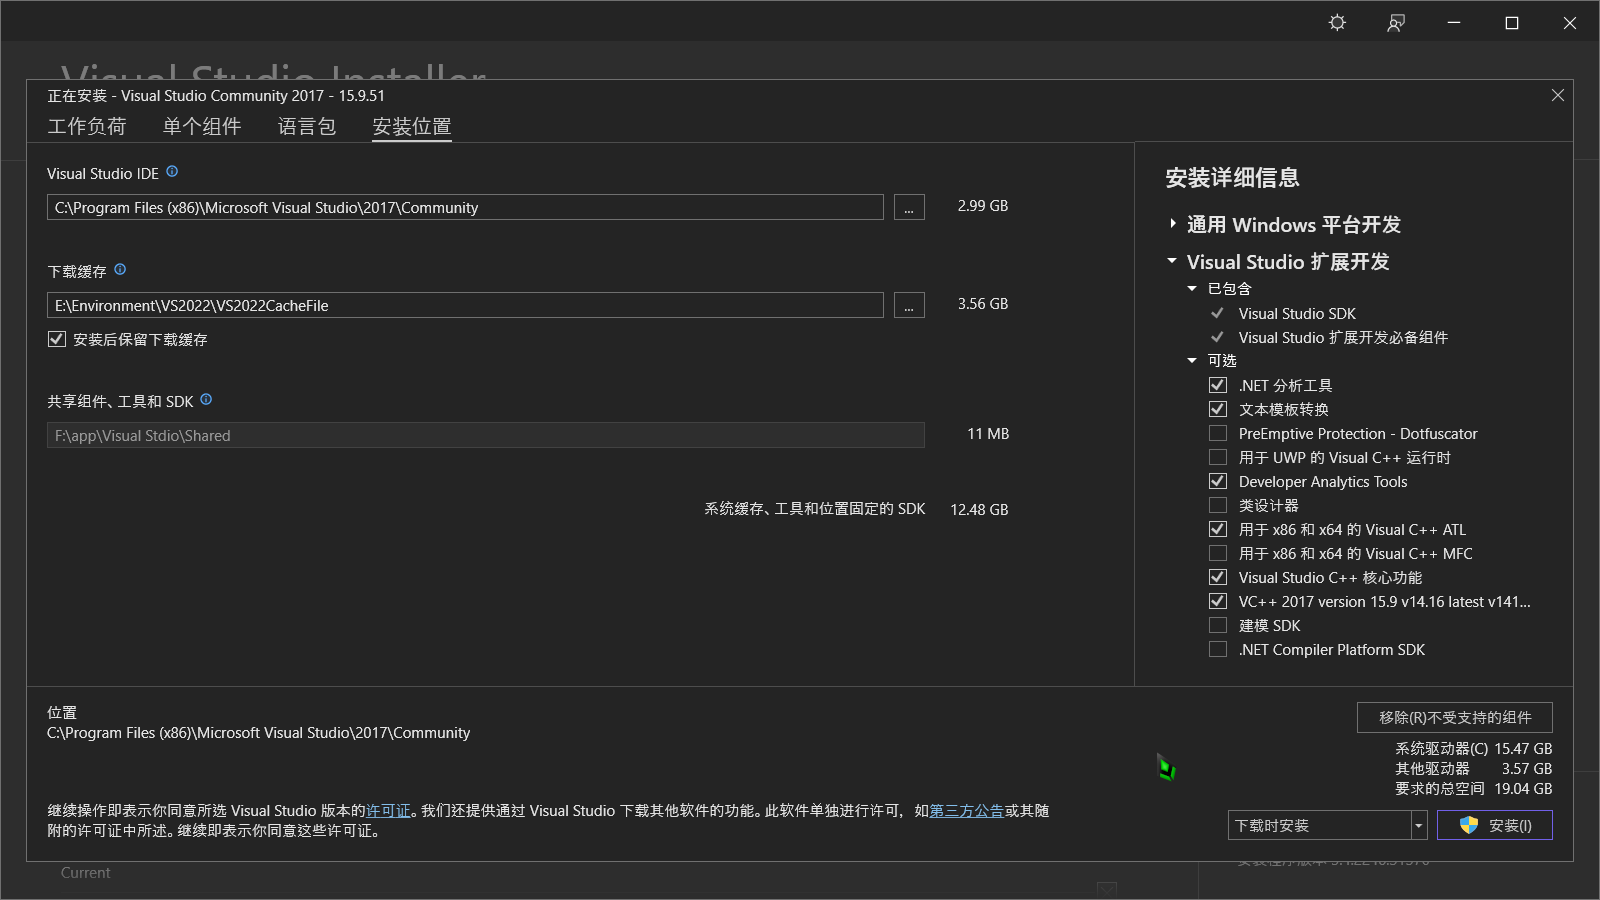 Visual Studio Installer
正在安装 - Visual Studio Community 2017 - 15.9.51
工作负荷 单个组件 语言包 安装位置
Visual Studio IDE
C:\Program Files (x86)\Microsoft Visual Studio\2017\Community
...
2.99 GB
下载缓存
E:\Environment\VS2022\VS2022CacheFile
...
3.56 GB
安装后保留下载缓存
共享组件、工具和 SDK
F:\app\Visual Stdio\Shared
11 MB
系统缓存、工具和位置固定的 SDK 12.48 GB
安装详细信息
通用 Windows 平台开发
Visual Studio 扩展开发
已包含
Visual Studio SDK
Visual Studio 扩展开发必备组件
可选
.NET 分析工具
文本模板转换
PreEmptive Protection - Dotfuscator
用于 UWP 的 Visual C++ 运行时
Developer Analytics Tools
类设计器
用于 x86 和 x64 的 Visual C++ ATL
用于 x86 和 x64 的 Visual C++ MFC
Visual Studio C++ 核心功能
VC++ 2017 version 15.9 v14.16 latest v141...
建模 SDK
.NET Compiler Platform SDK
位置
C:\Program Files (x86)\Microsoft Visual Studio\2017\Community
移除(R)不受支持的组件
系统驱动器(C) 15.47 GB
其他驱动器 3.57 GB
要求的总空间 19.04 GB
继续操作即表示你同意所选 Visual Studio 版本的许可证。我们还提供通过 Visual Studio 下载其他软件的功能。此软件单独进行许可，如第三方公告或其随
附的许可证中所述。继续即表示你同意这些许可证。
下载时安装
安装(I)
Current